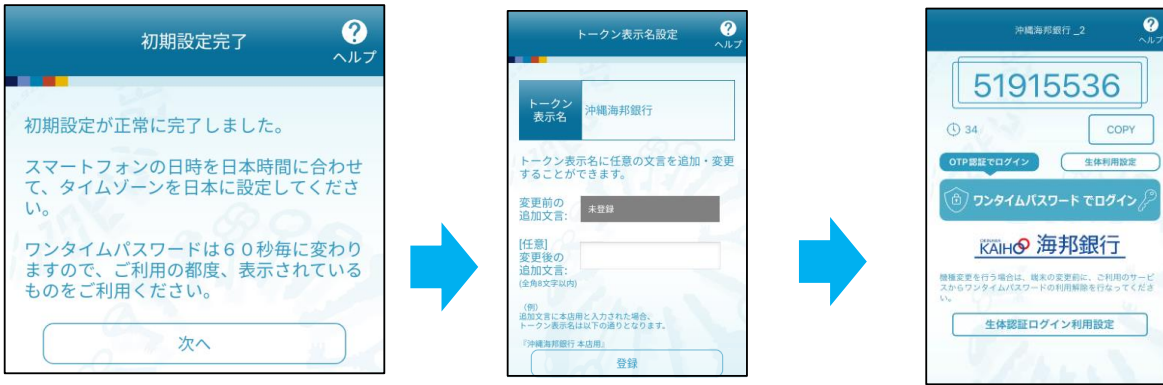 初期設定完了
?
ヘルプ
初期設定が正常に完了しました。
スマートフォンの日時を日本時間に合わせ
て、タイムゾーンを日本に設定してくださ
い。
ワンタイムパスワードは60秒毎に変わり
ますので、ご利用の都度、表示されている
ものをご利用ください。
次へ
トークン表示名設定
?
ヘルプ
トークン
表示名
沖縄海邦銀行
トークン表示名に任意の文言を追加・変更
することができます。
変更前の
追加文言:
未登録
[任意]
変更後の
追加文言:
(全角8文字以内)
(例)
追加文言に本店用と入力された場合、
トークン表示名は以下の通りとなります。
『沖縄海邦銀行 本店用』
登録
沖縄海邦銀行 _2
?
ヘルプ
51915536
34
COPY
OTP認証でログイン
生体利用設定
ワンタイムパスワード でログイン
OKINAWA
KAIHO 海邦銀行
機種変更を行う場合は、端末の変更前に、ご利用のサービ
スからワンタイムパスワードの利用解除を行なってくださ
い。
生体認証ログイン利用設定